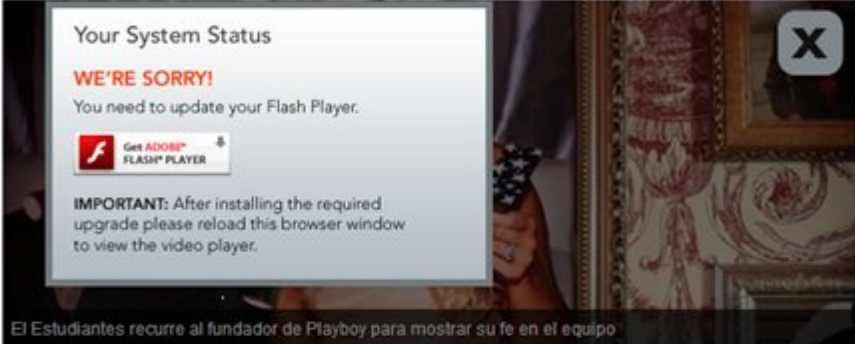 Your System Status
X
WE'RE SORRY!
You need to update your Flash Player.
Get ADOBE®
FLASH® PLAYER
IMPORTANT: After installing the required
upgrade please reload this browser window
to view the video player.
El Estudiantes recurre al fundador de Playboy para mostrar su fe en el equipo